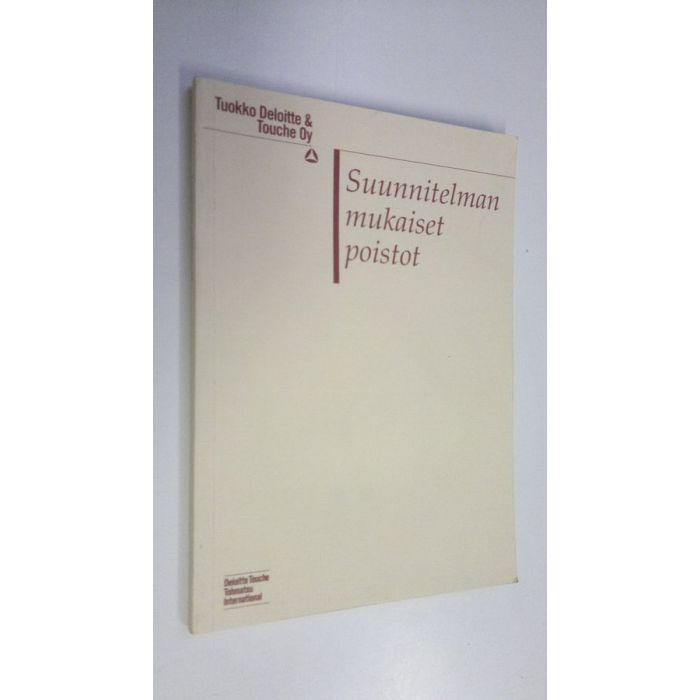 Tuokko Deloitte &
Touche Oy
Suunnitelman
mukaiset
poistot
Deloitte Touche
Tohmatsu
International